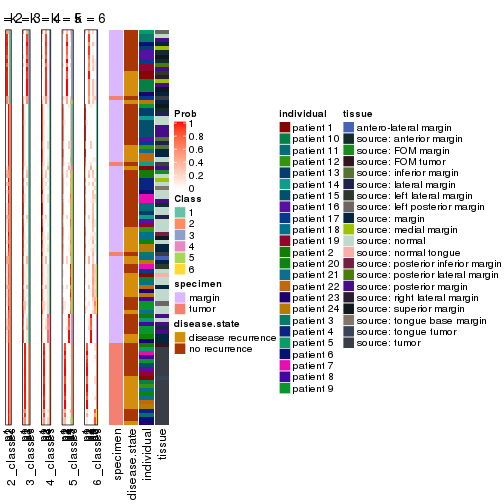 = 6
Prob
1
0.8
0.6
0.4
0.2
0
Class
1
2
3
4
5
6
specimen
margin
tumor
disease.state
disease recurrence
no recurrence
individual
patient 1
patient 10
patient 11
patient 12
patient 13
patient 14
patient 15
patient 16
patient 17
patient 18
patient 19
patient 2
patient 20
patient 21
patient 22
patient 23
patient 24
patient 3
patient 4
patient 5
patient 6
patient 7
patient 8
patient 9
tissue
antero-lateral margin
source: anterior margin
source: FOM margin
source: FOM tumor
source: inferior margin
source: lateral margin
source: left lateral margin
source: left posterior margin
source: margin
source: medial margin
source: normal
source: normal tongue
source: posterior inferior margin
source: posterior lateral margin
source: posterior margin
source: right lateral margin
source: superior margin
source: tongue base margin
source: tongue tumor
source: tumor
2_classes
3_classes
4_classes
5_classes
6_classes
specimen
disease.state
individual
tissue